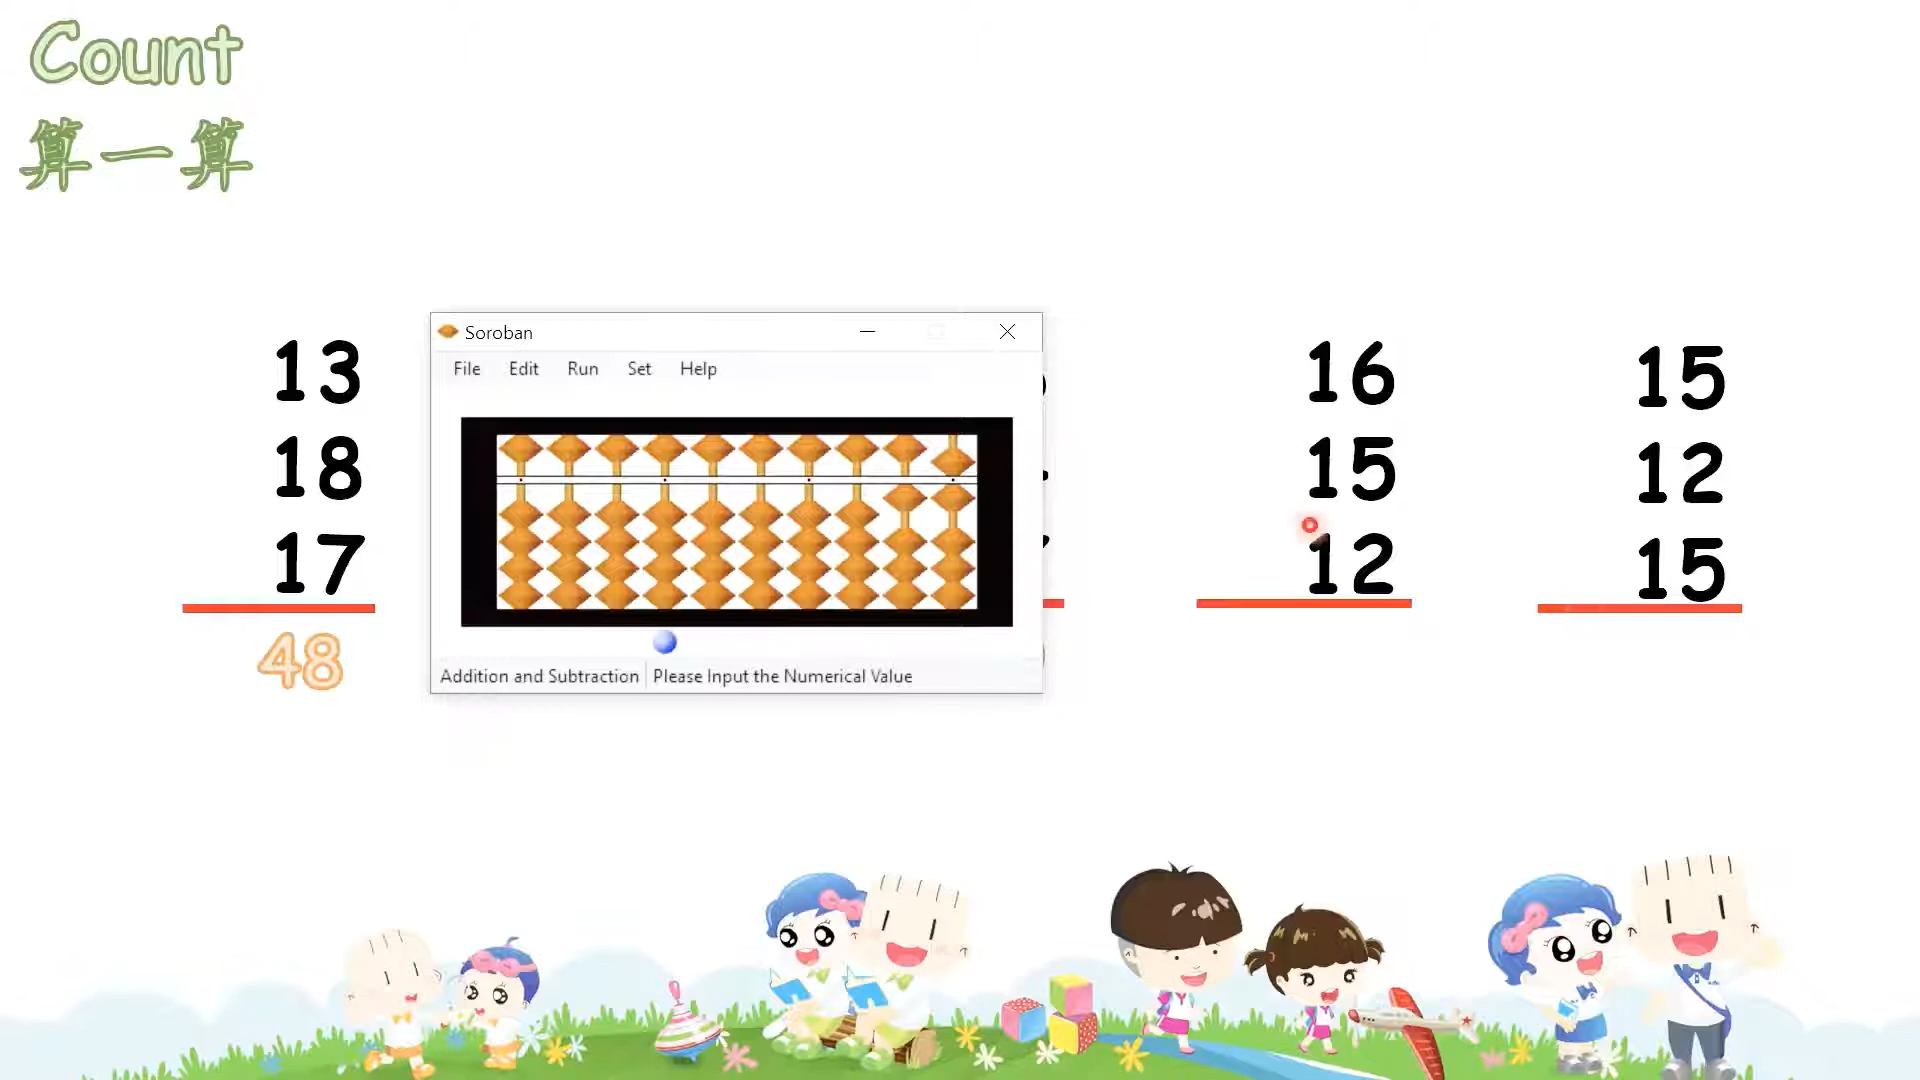 Count
算一算
Soroban
File Edit Run Set Help
13
18
17
48
16
15
12
15
12
15
Addition and Subtraction Please Input the Numerical Value